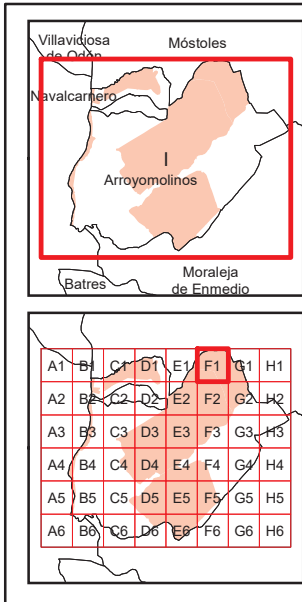 Villaviciosa
de Odón
Móstoles
Navalcarnero
I
Arroyomolinos
Batres
Moraleja
de Enmedio
A1 B1 C1 D1 E1 F1 G1 H1
A2 B2 C2 D2 E2 F2 G2 H2
A3 B3 C3 D3 E3 F3 G3 H3
A4 B4 C4 D4 E4 F4 G4 H4
A5 B5 C5 D5 E5 F5 G5 H5
A6 B6 C6 D6 E6 F6 G6 H6